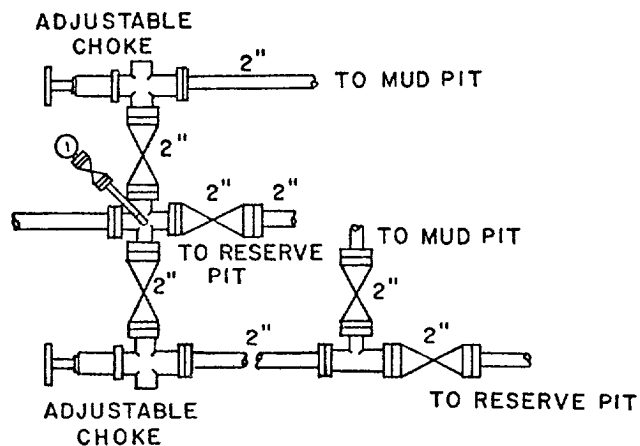 ADJUSTABLE
CHOKE
2"
TO MUD PIT
1
2"
2"
2"
TO RESERVE
PIT
TO MUD PIT
2"
2"
2"
2"
TO RESERVE PIT
ADJUSTABLE
CHOKE